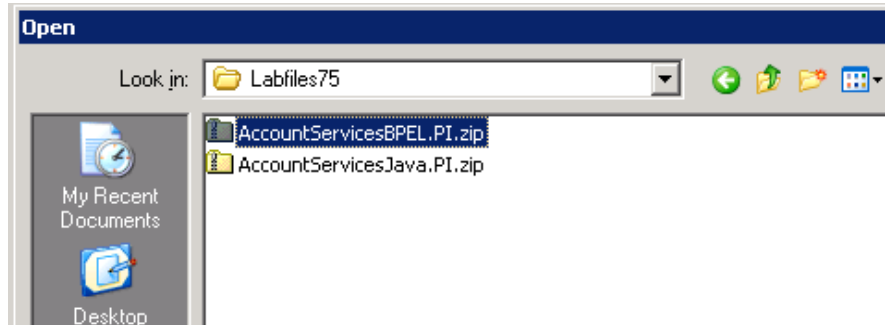 Open
Look in:
Labfiles75
AccountServicesBPEL.PI.zip
AccountServicesJava.PI.zip
My Recent
Documents
Desktop